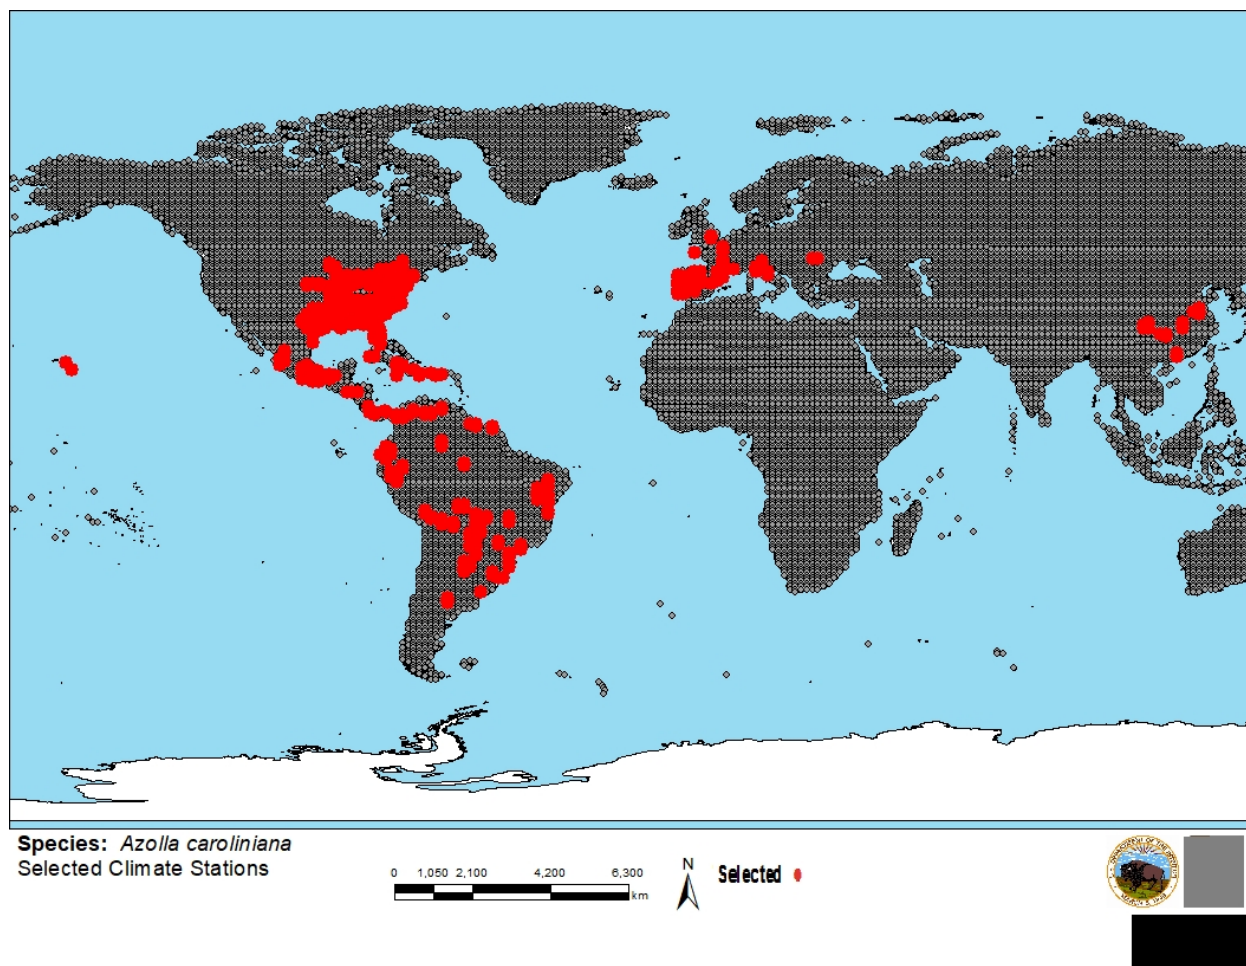 Species: Azolla caroliniana
Selected Climate Stations
0 1,050 2,100 4,200 6,300
km
N
Selected